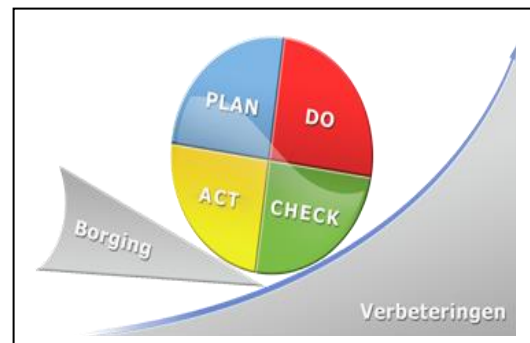 PLAN
DO
ACT
CHECK
Borging
Verbeteringen